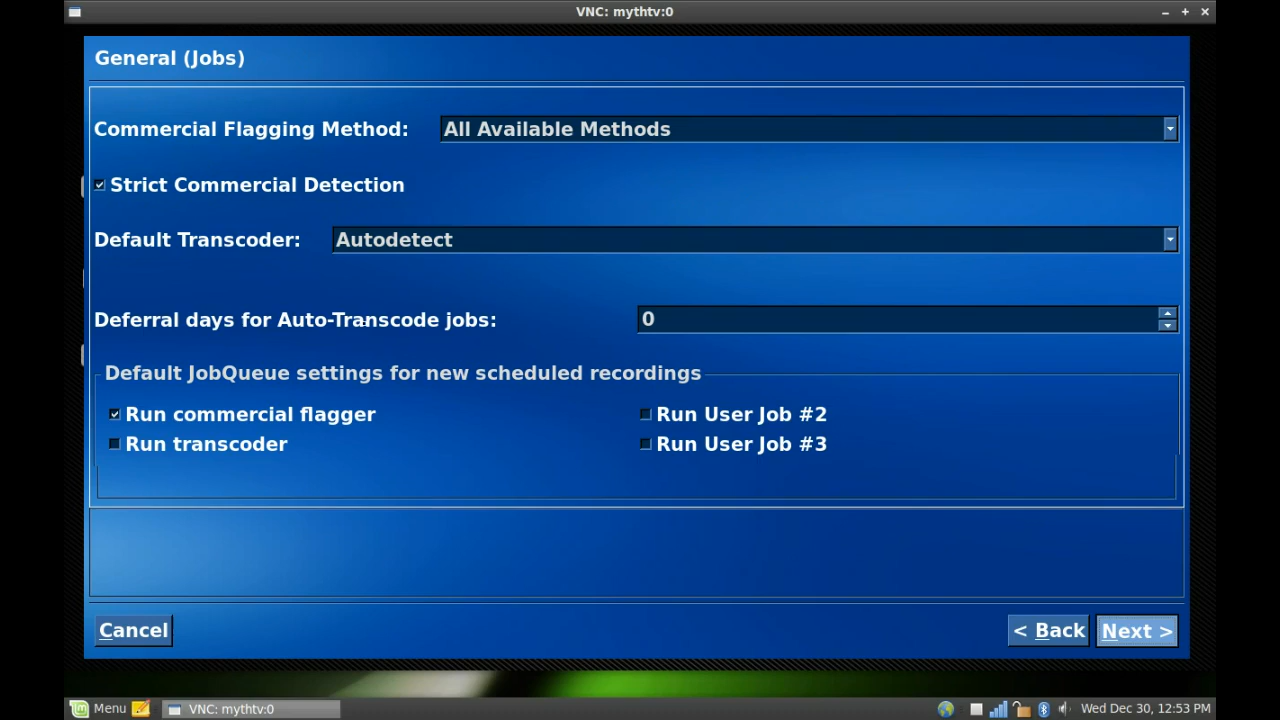 VNC: mythtv:0
General (Jobs)
Commercial Flagging Method: All Available Methods
Strict Commercial Detection
Default Transcoder: Autodetect
Deferral days for Auto-Transcode jobs: 0
Default JobQueue settings for new scheduled recordings
Run commercial flagger Run User Job #2
Run transcoder Run User Job #3
Cancel < Back Next >
Menu VNC: mythtv:0 Wed Dec 30, 12:53 PM